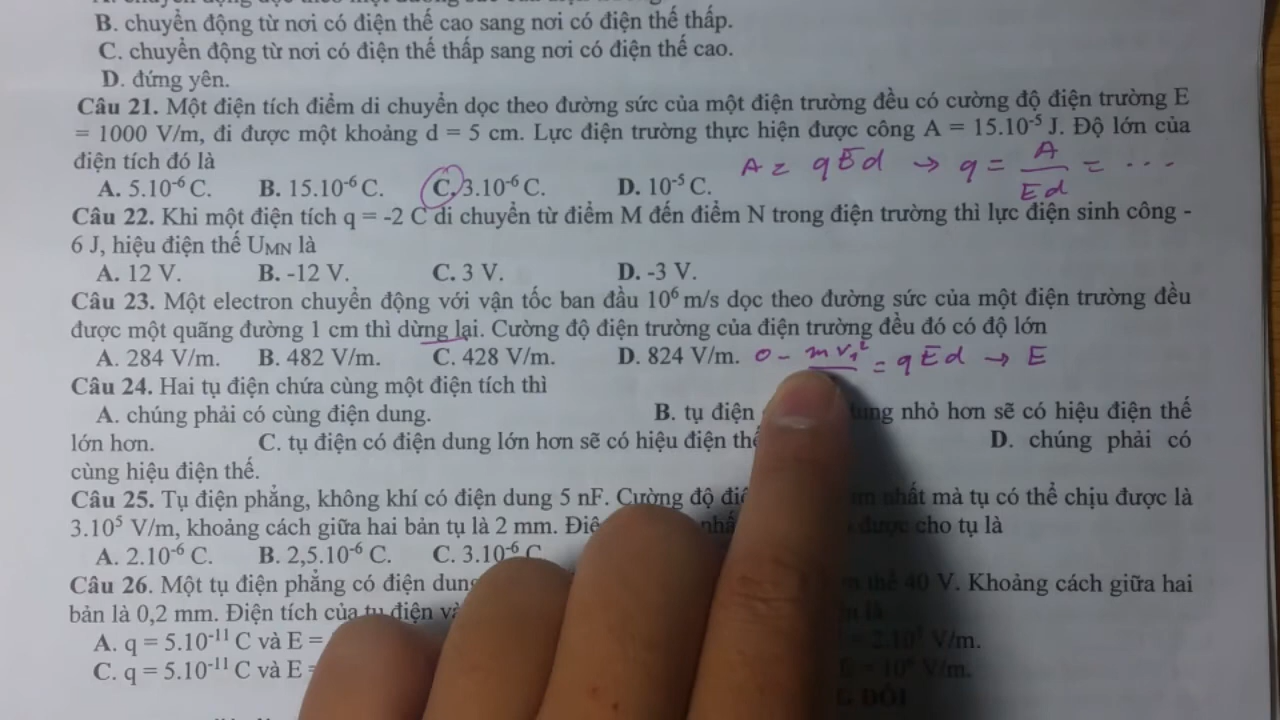 B. chuyển động từ nơi có điện thế cao sang nơi có điện thế thấp.
C. chuyển động từ nơi có điện thế thấp sang nơi có điện thế cao.
D. đứng yên.
Câu 21. Một điện tích điểm di chuyển dọc theo đường sức của một điện trường đều có cường độ điện trường E
= 1000 V/m, đi được một khoảng d = 5 cm. Lực điện trường thực hiện được công A = 15.10⁻⁵ J. Độ lớn của
điện tích đó là A = qEd → q = A/Ed = ...
A. 5.10⁻⁶ C. B. 15.10⁻⁶ C. C. 3.10⁻⁶ C. D. 10⁻⁵ C.
Câu 22. Khi một điện tích q = -2 C di chuyển từ điểm M đến điểm N trong điện trường thì lực điện sinh công -
6 J, hiệu điện thế UMN là
A. 12 V. B. -12 V. C. 3 V. D. -3 V.
Câu 23. Một electron chuyển động với vận tốc ban đầu 10⁶ m/s dọc theo đường sức của một điện trường đều
được một quãng đường 1 cm thì dừng lại. Cường độ điện trường của điện trường đều đó có độ lớn
A. 284 V/m. B. 482 V/m. C. 428 V/m. D. 824 V/m. 0 - mv₁² = qEd → E
Câu 24. Hai tụ điện chứa cùng một điện tích thì
A. chúng phải có cùng điện dung. B. tụ điện nhỏ hơn sẽ có hiệu điện thế
lớn hơn. C. tụ điện có điện dung lớn hơn sẽ có hiệu điện D. chúng phải có
cùng hiệu điện thế.
Câu 25. Tụ điện phẳng, không khí có điện dung 5 nF. Cường độ nhất mà tụ có thể chịu được là
3.10⁵ V/m, khoảng cách giữa hai bản tụ là 2 mm. được cho tụ là
A. 2.10⁻⁶ C. B. 2,5.10⁻⁶ C. C. 3.10⁻⁶ C
Câu 26. Một tụ điện phẳng có điện 40 V. Khoảng cách giữa hai
bản là 0,2 mm. Điện tích của tụ điện
A. q = 5.10⁻¹¹ C và E = V/m.
C. q = 5.10⁻¹¹ C và E = V/m.